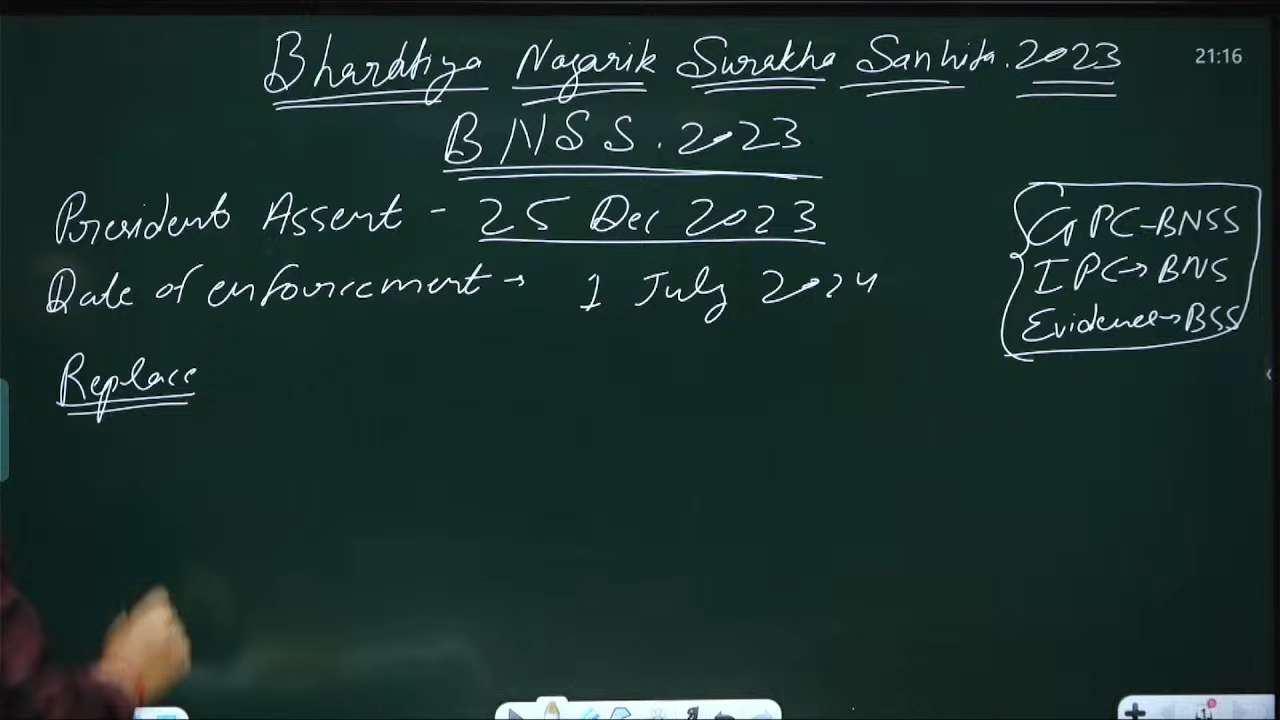 Bhardtiya Nagarik Surakha Sanhita. 2023
21:16
BNSS. 2023
President Assent - 25 Dec 2023
Date of enforcement → 1 July 2024
CrPC-BNSS
IPC→BNS
Evidence→BSS
Replace